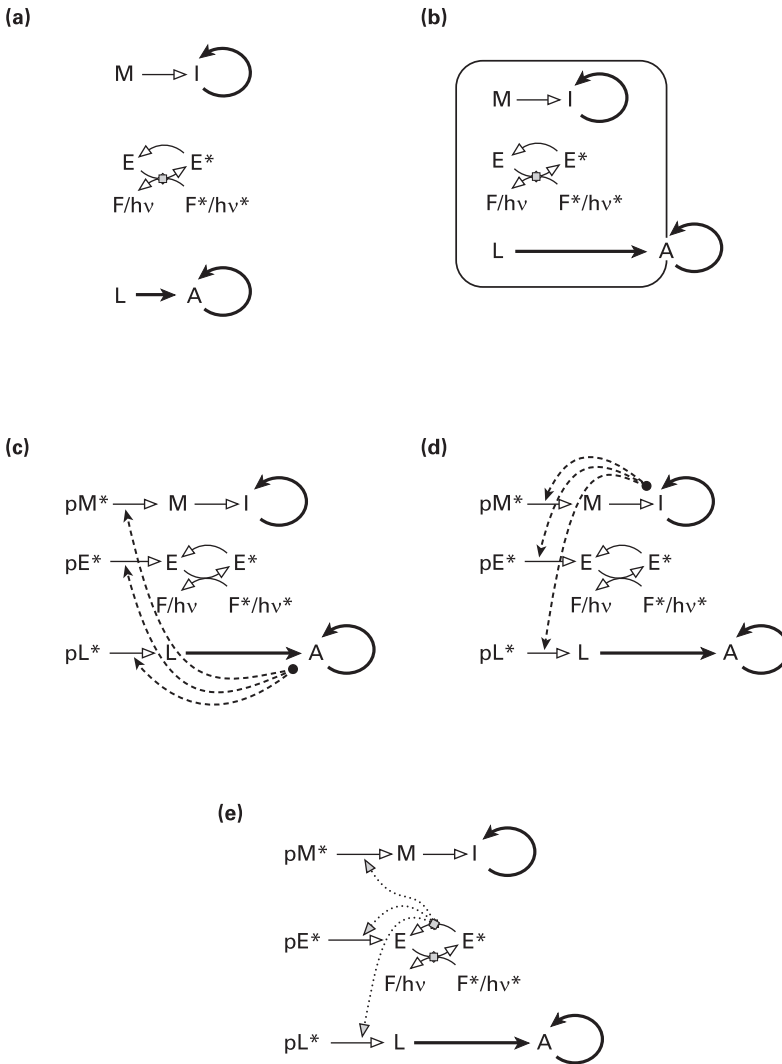 (a)
M I
E E*
F/hν F*/hν*
L A
(b)
M I
E E*
F/hν F*/hν*
L A
(c)
pM* M I
pE* E E*
F/hν F*/hν*
pL* L A
(d)
pM* M I
pE* E E*
F/hν F*/hν*
pL* L A
(e)
pM* M I
pE* E E*
F/hν F*/hν*
pL* L A